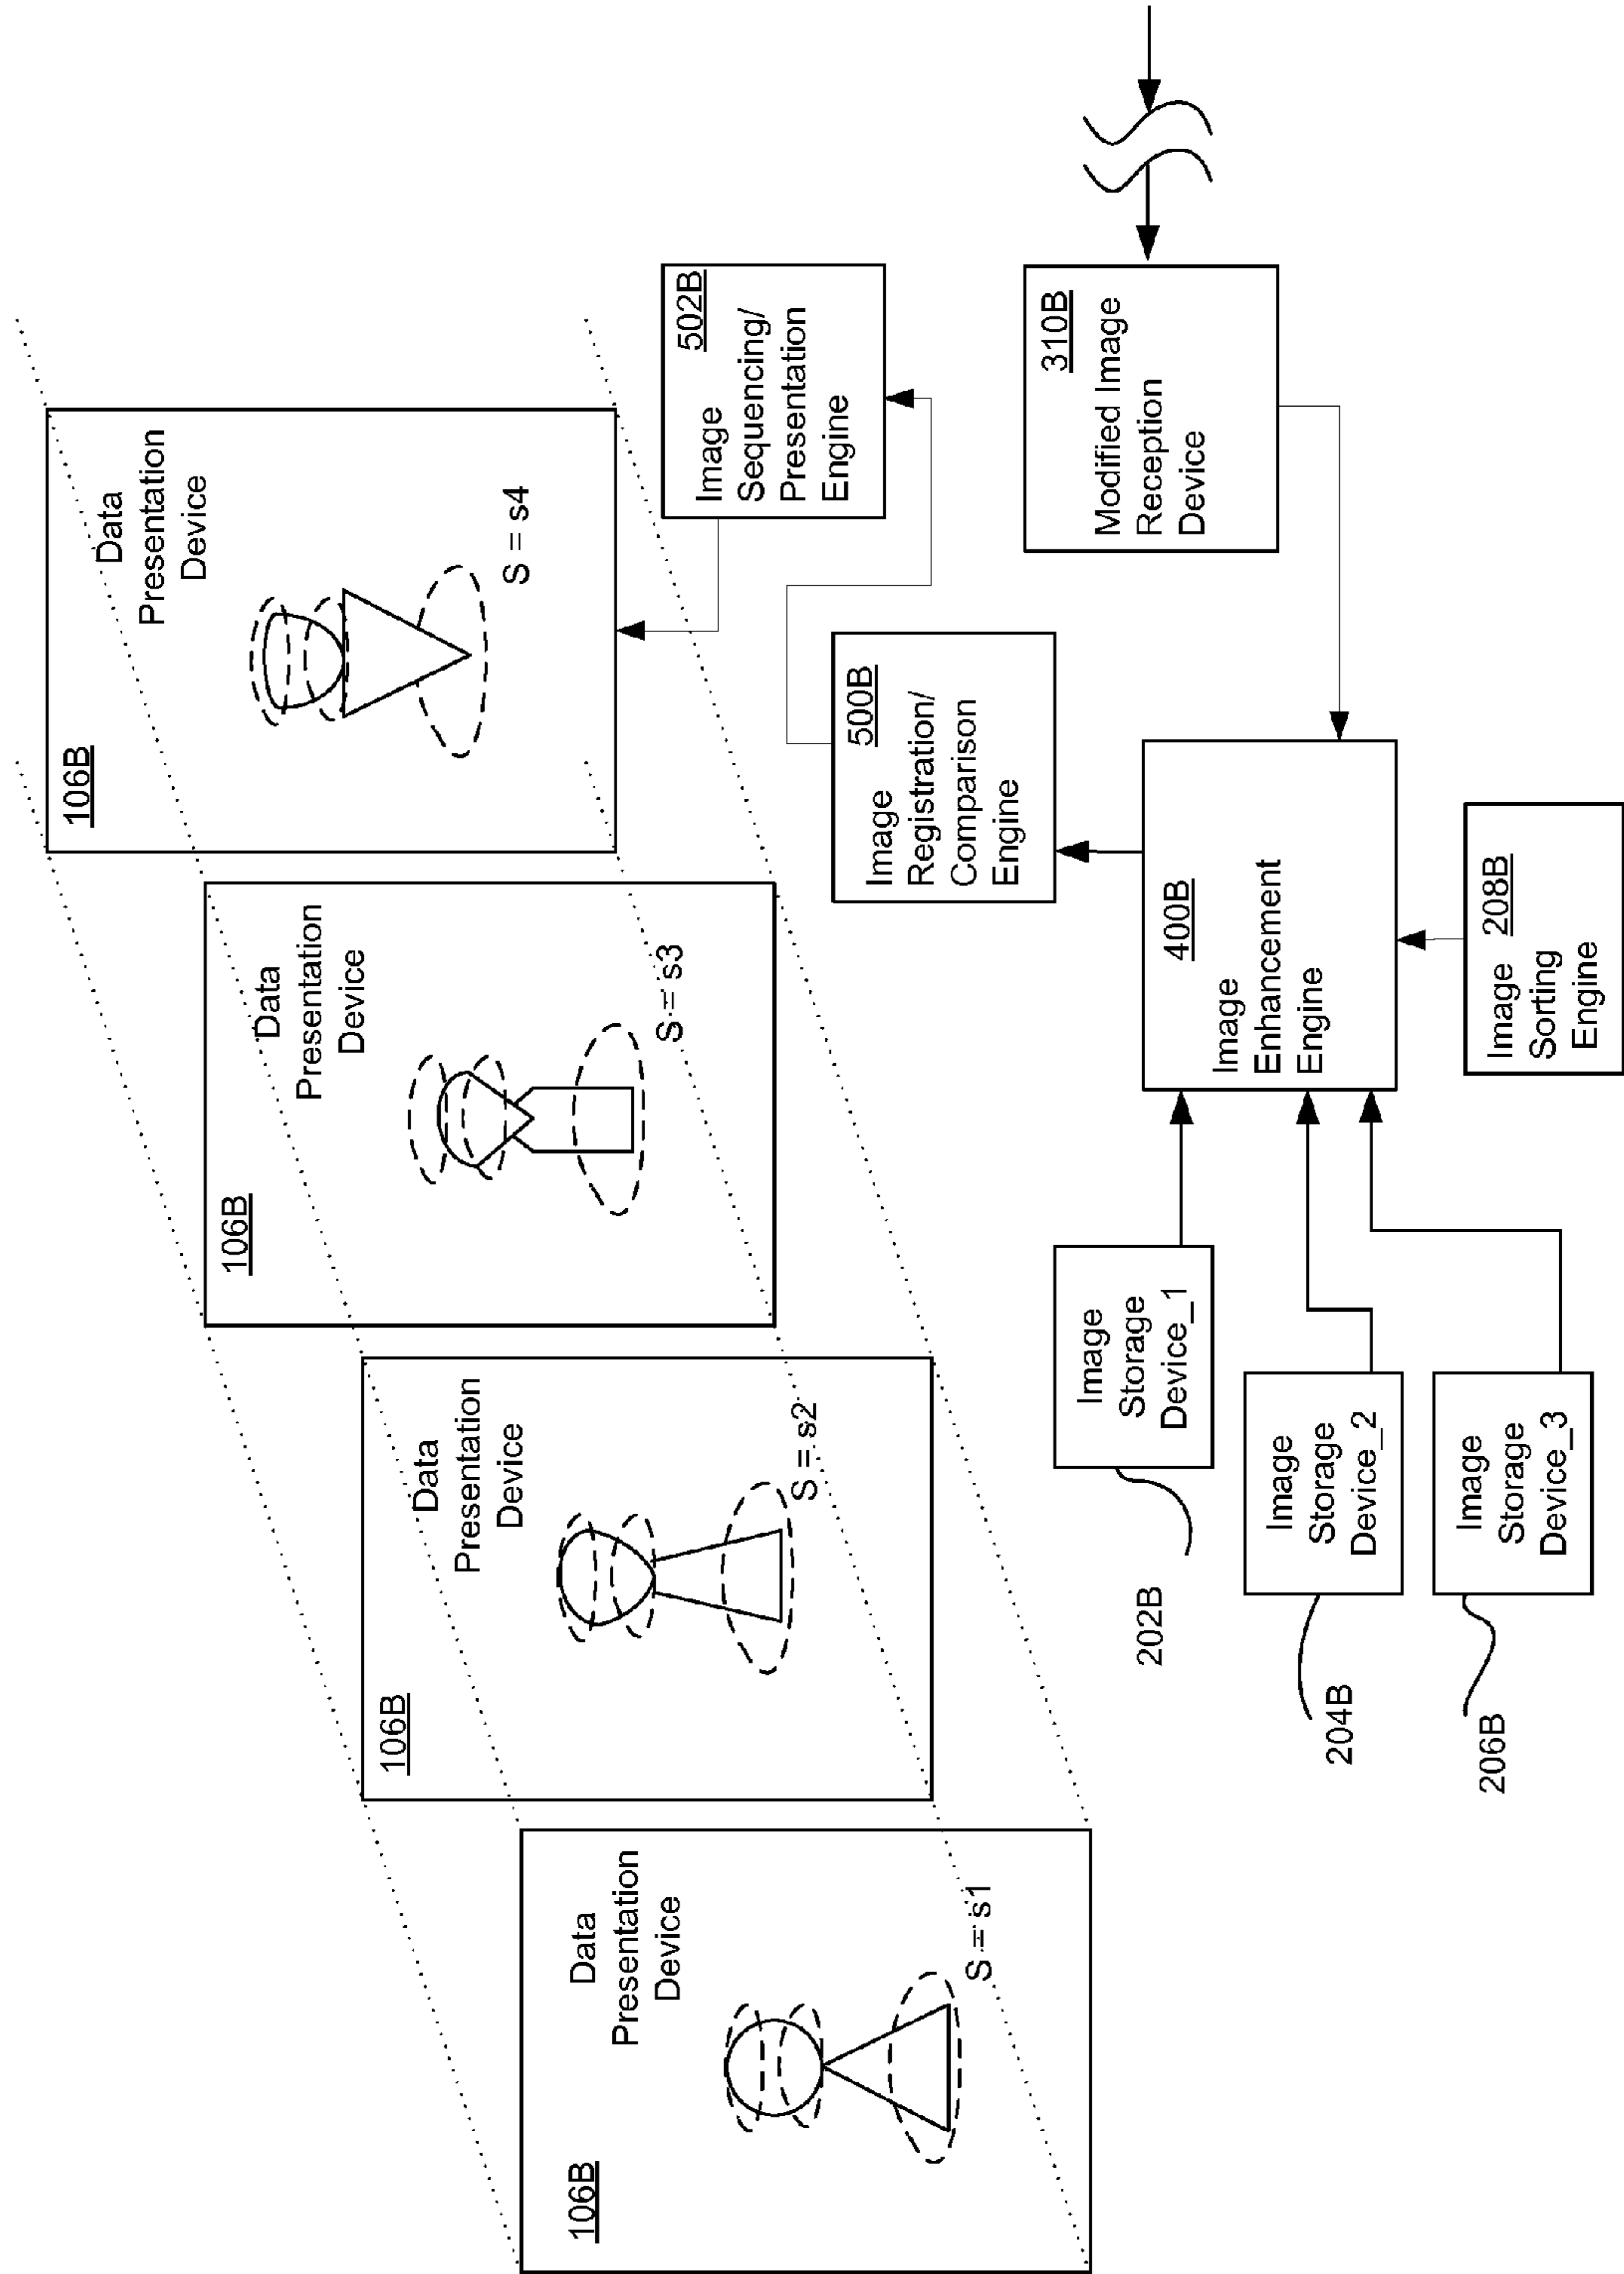 106B
Data
Presentation
Device
S = s1
106B
Data
Presentation
Device
S = s2
106B
Data
Presentation
Device
S = s3
106B
Data
Presentation
Device
S = s4
502B
Image
Sequencing/
Presentation
Engine
500B
Image
Registration/
Comparison
Engine
310B
Modified Image
Reception
Device
400B
Image
Enhancement
Engine
Image 208B
Sorting
Engine
Image
Storage
Device_1
202B
Image
Storage
Device_2
204B
Image
Storage
Device_3
206B